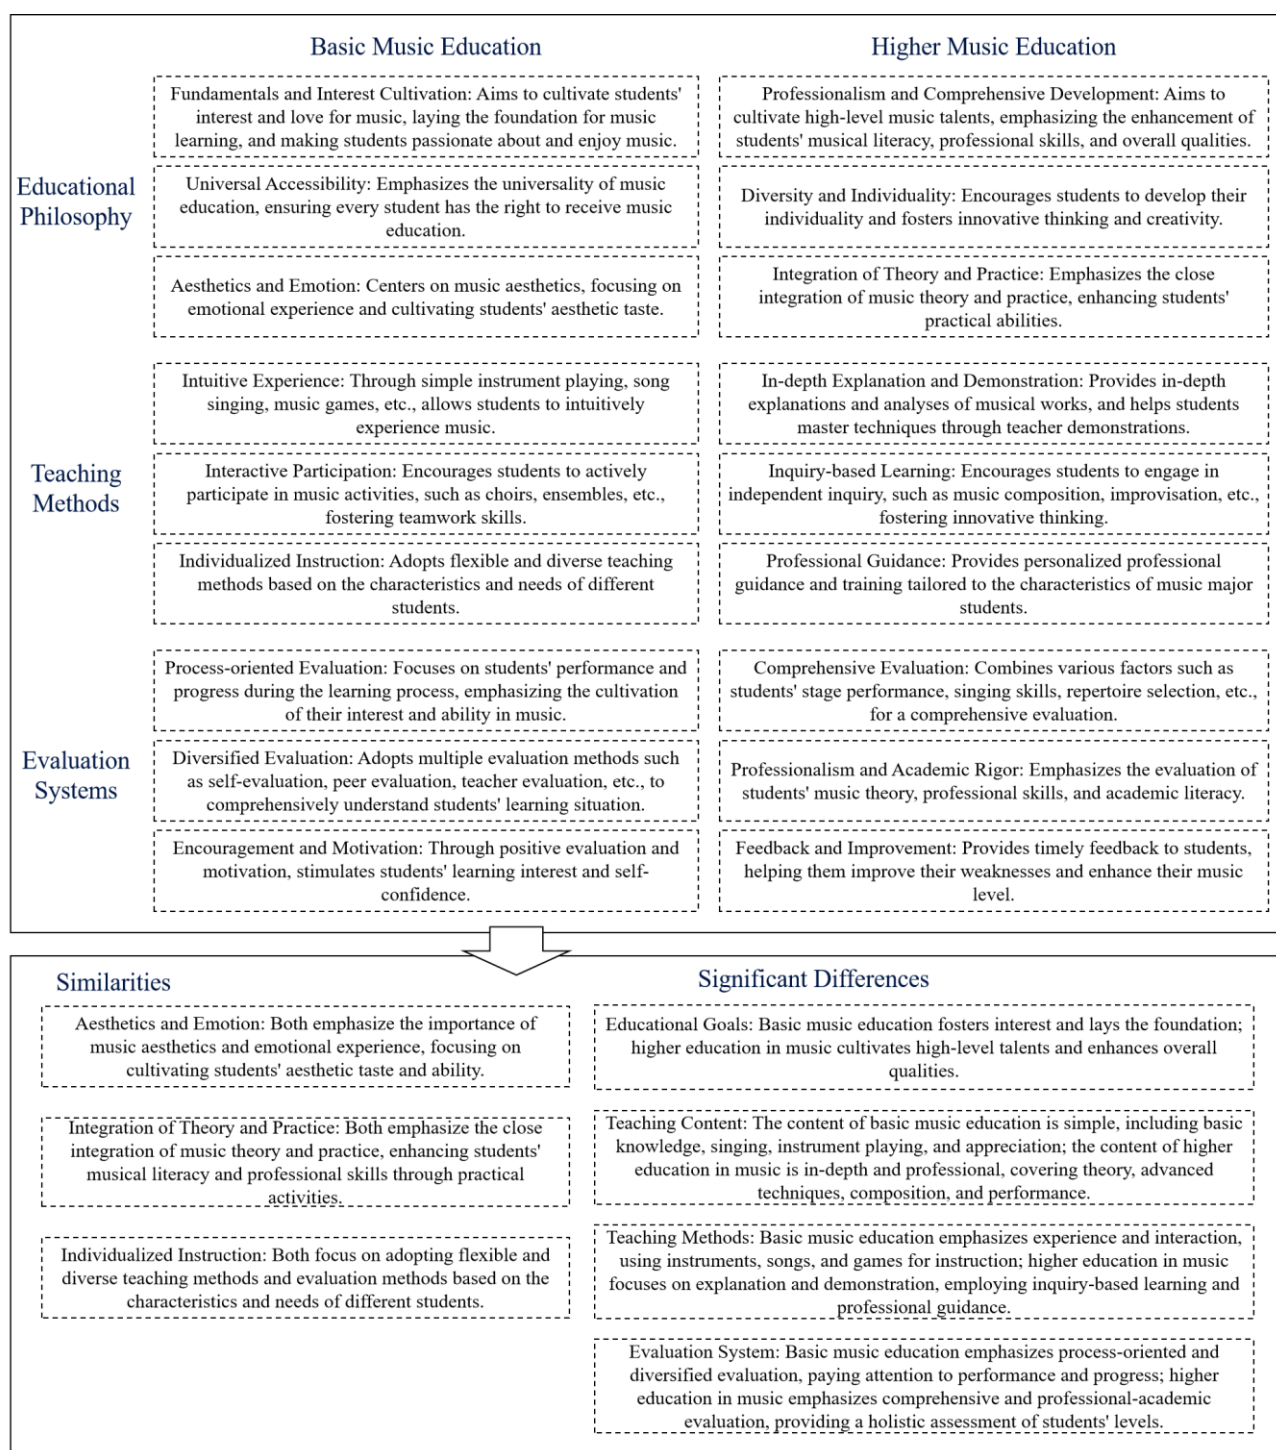 Basic Music Education
Higher Music Education
Educational
Philosophy
Fundamentals and Interest Cultivation: Aims to cultivate students'
interest and love for music, laying the foundation for music
learning, and making students passionate about and enjoy music.
Professionalism and Comprehensive Development: Aims to
cultivate high-level music talents, emphasizing the enhancement of
students' musical literacy, professional skills, and overall qualities.
Universal Accessibility: Emphasizes the universality of music
education, ensuring every student has the right to receive music
education.
Diversity and Individuality: Encourages students to develop their
individuality and fosters innovative thinking and creativity.
Aesthetics and Emotion: Centers on music aesthetics, focusing on
emotional experience and cultivating students' aesthetic taste.
Integration of Theory and Practice: Emphasizes the close
integration of music theory and practice, enhancing students'
practical abilities.
Teaching
Methods
Intuitive Experience: Through simple instrument playing, song
singing, music games, etc., allows students to intuitively
experience music.
In-depth Explanation and Demonstration: Provides in-depth
explanations and analyses of musical works, and helps students
master techniques through teacher demonstrations.
Interactive Participation: Encourages students to actively
participate in music activities, such as choirs, ensembles, etc.,
fostering teamwork skills.
Inquiry-based Learning: Encourages students to engage in
independent inquiry, such as music composition, improvisation, etc.,
fostering innovative thinking.
Individualized Instruction: Adopts flexible and diverse teaching
methods based on the characteristics and needs of different
students.
Professional Guidance: Provides personalized professional
guidance and training tailored to the characteristics of music major
students.
Evaluation
Systems
Process-oriented Evaluation: Focuses on students' performance and
progress during the learning process, emphasizing the cultivation
of their interest and ability in music.
Comprehensive Evaluation: Combines various factors such as
students' stage performance, singing skills, repertoire selection, etc.,
for a comprehensive evaluation.
Diversified Evaluation: Adopts multiple evaluation methods such
as self-evaluation, peer evaluation, teacher evaluation, etc., to
comprehensively understand students' learning situation.
Professionalism and Academic Rigor: Emphasizes the evaluation of
students' music theory, professional skills, and academic literacy.
Encouragement and Motivation: Through positive evaluation and
motivation, stimulates students' learning interest and self-
confidence.
Feedback and Improvement: Provides timely feedback to students,
helping them improve their weaknesses and enhance their music
level.
Similarities
Aesthetics and Emotion: Both emphasize the importance of
music aesthetics and emotional experience, focusing on
cultivating students' aesthetic taste and ability.
Integration of Theory and Practice: Both emphasize the close
integration of music theory and practice, enhancing students'
musical literacy and professional skills through practical
activities.
Individualized Instruction: Both focus on adopting flexible and
diverse teaching methods and evaluation methods based on the
characteristics and needs of different students.
Significant Differences
Educational Goals: Basic music education fosters interest and lays the foundation;
higher education in music cultivates high-level talents and enhances overall
qualities.
Teaching Content: The content of basic music education is simple, including basic
knowledge, singing, instrument playing, and appreciation; the content of higher
education in music is in-depth and professional, covering theory, advanced
techniques, composition, and performance.
Teaching Methods: Basic music education emphasizes experience and interaction,
using instruments, songs, and games for instruction; higher education in music
focuses on explanation and demonstration, employing inquiry-based learning and
professional guidance.
Evaluation System: Basic music education emphasizes process-oriented and
diversified evaluation, paying attention to performance and progress; higher
education in music emphasizes comprehensive and professional-academic
evaluation, providing a holistic assessment of students' levels.